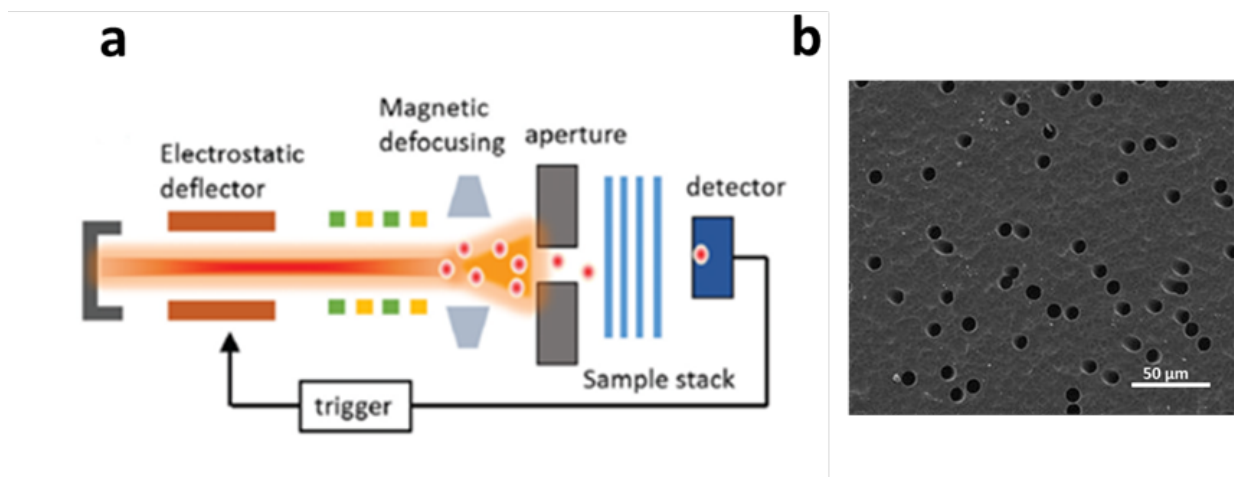 a
b
Magnetic
defocusing
aperture
Electrostatic
deflector
detector
Sample stack
trigger
50 µm